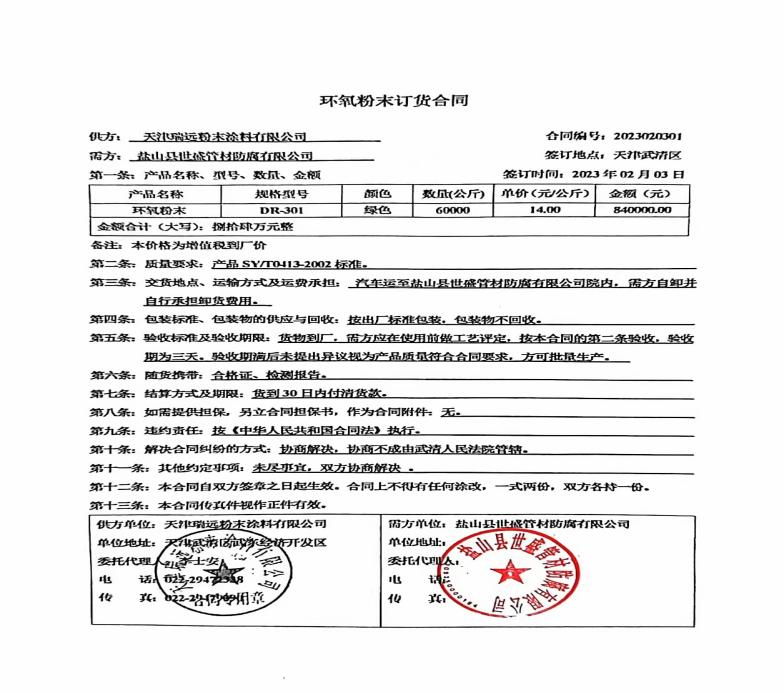 环氧粉末订货合同
供方：天津瑞远粉末涂料有限公司 合同编号：2023020301
需方：盐山县世盛管材防腐有限公司 签订地点：天津武清区
第一条：产品名称、型号、数量、金额 签订时间：2023 年 02 月 03 日
产品名称 规格型号 颜色 数量(公斤) 单价（元/公斤） 金额（元）
环氧粉末 DR-301 绿色 60000 14.00 840000.00
金额合计（大写）：捌拾肆万元整
备注：本价格为增值税到厂价
第二条：质量要求：产品 SY/T0413-2002 标准。
第三条：交货地点、运输方式及运费承担：汽车运至盐山县世盛管材防腐有限公司院内，需方自卸并
自行承担卸货费用。
第四条：包装标准、包装物的供应与回收：按出厂标准包装，包装物不回收。
第五条：验收标准及验收期限：货物到厂，需方应在使用前做工艺评定，按本合同的第二条验收，验收
期为三天。验收期满后未提出异议视为产品质量符合合同要求，方可批量生产。
第六条：随货携带：合格证、检测报告。
第七条：结算方式及期限：货到 30 日内付清货款。
第八条：如需提供担保，另立合同担保书，作为合同附件：无。
第九条：违约责任：按《中华人民共和国合同法》执行。
第十条：解决合同纠纷的方式：协商解决，协商不成由武清人民法院管辖。
第十一条：其他约定事项：未尽事宜，双方协商解决 。
第十二条：本合同自双方签章之日起生效。合同上不得有任何涂改，一式两份，双方各持一份。
第十三条：本合同传真件视作正件有效。
供方单位：天津瑞远粉末涂料有限公司 需方单位：盐山县世盛管材防腐有限公司
单位地址：天津武清区 经济开发区 单位地址：
委托代理人： 士安 委托代理人：
电 话： 电 话：
传 真： 传 真：
合同专用章
盐山县世盛管材防腐有限公司